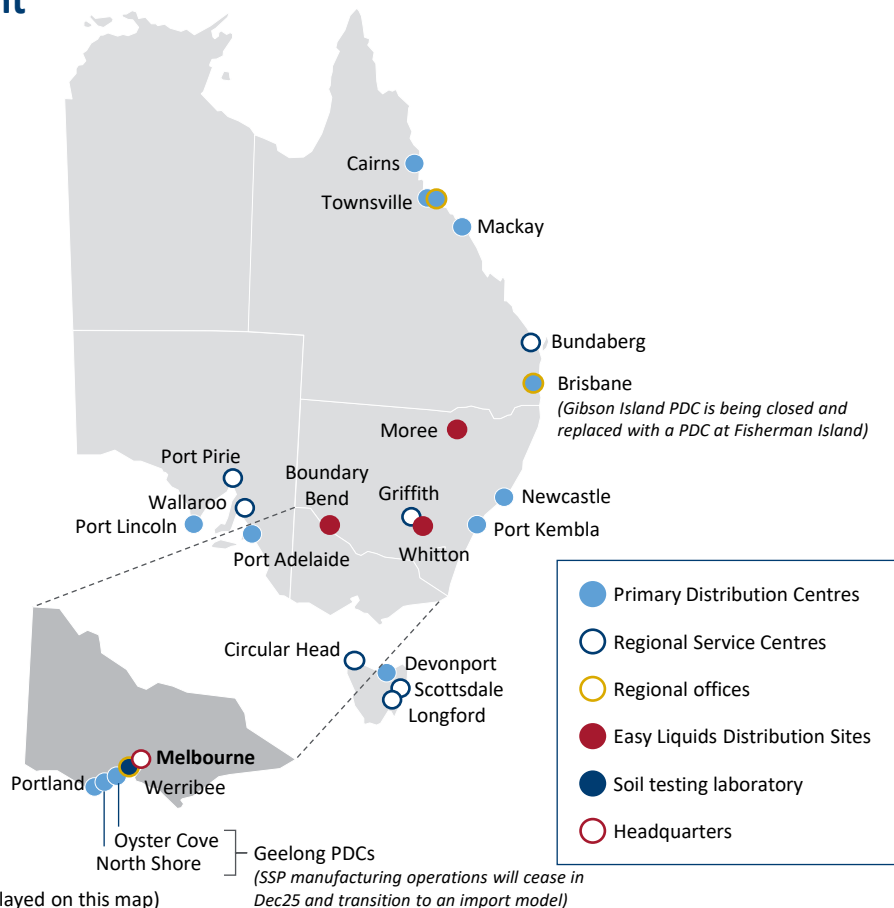 Cairns
Townsville
Mackay
Bundaberg
Brisbane
(Gibson Island PDC is being closed and
replaced with a PDC at Fisherman Island)
Moree
Port Pirie
Boundary
Bend
Griffith
Wallaroo
Newcastle
Port Lincoln
Port Kembla
Port Adelaide
Whitton
Primary Distribution Centres
Regional Service Centres
Regional offices
Easy Liquids Distribution Sites
Soil testing laboratory
Headquarters
Circular Head
Devonport
Scottsdale
Longford
Melbourne
Portland
Werribee
Oyster Cove
North Shore
Geelong PDCs
(SSP manufacturing operations will cease in
Dec25 and transition to an import model)
layed on this map)